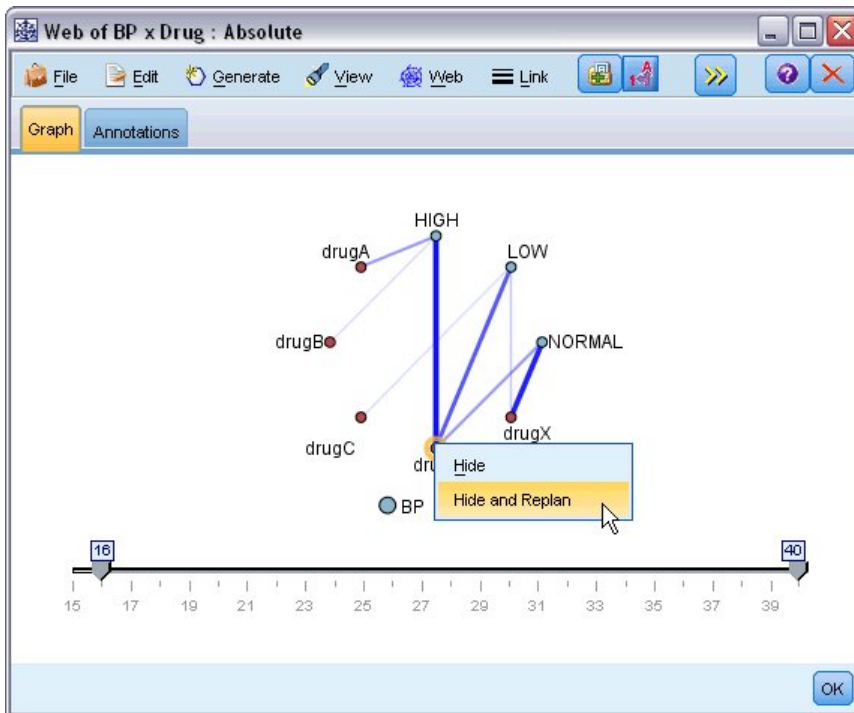 Web of BP x Drug : Absolute
File Edit Generate View Web Link
Graph Annotations
HIGH
drugA LOW
drugB NORMAL
drugC drugX
Hide
BP Hide and Replan
16 40
15 17 19 21 23 25 27 29 31 33 35 37 39
OK